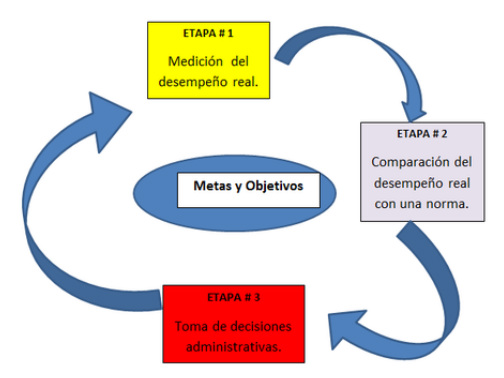 ETAPA # 1
Medición del
desempeño real.
ETAPA # 2
Comparación del
desempeño real
con una norma.
Metas y Objetivos
ETAPA # 3
Toma de decisiones
administrativas.